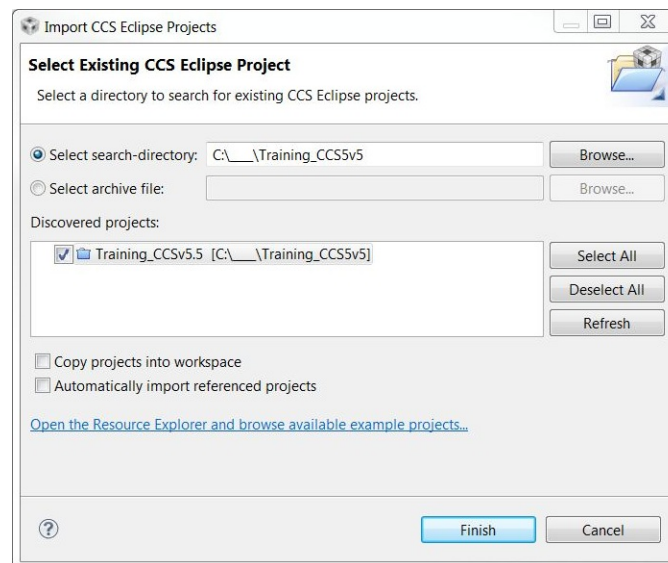 Import CCS Eclipse Projects
Select Existing CCS Eclipse Project
Select a directory to search for existing CCS Eclipse projects.
Select search-directory: C:\___\Training_CCS5v5 Browse...
Select archive file: Browse...
Discovered projects:
Training_CCSv5.5 [C:\___\Training_CCS5v5]
Select All
Deselect All
Refresh
Copy projects into workspace
Automatically import referenced projects
Open the Resource Explorer and browse available example projects...
? Finish Cancel